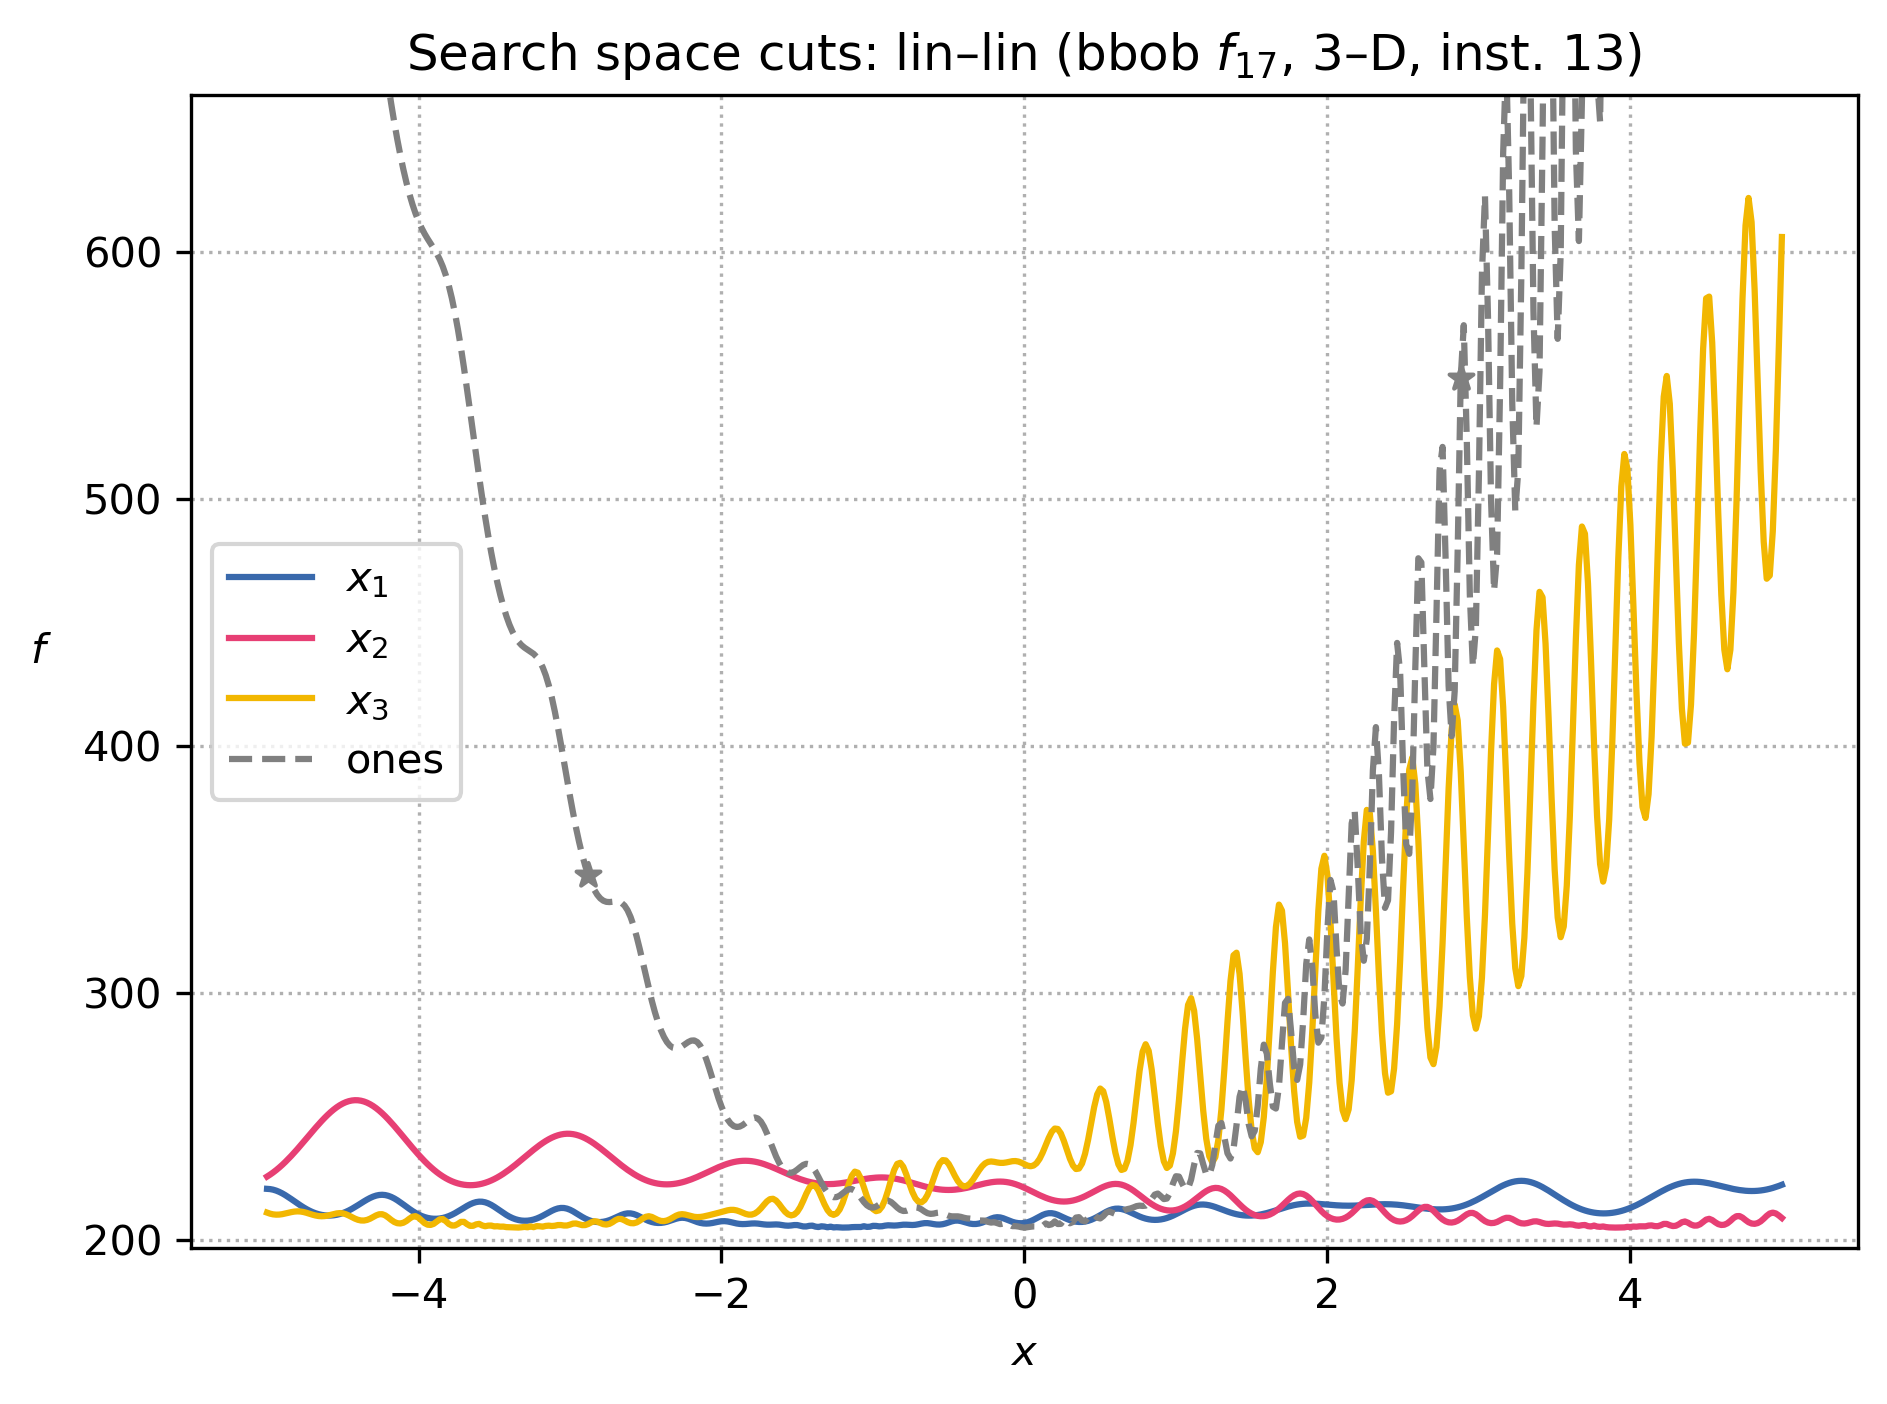 Search space cuts: lin–lin (bbob f₁₇, 3–D, inst. 13)
600
500
400
300
200
f
x₁
x₂
x₃
ones
−4 −2 0 2 4
x